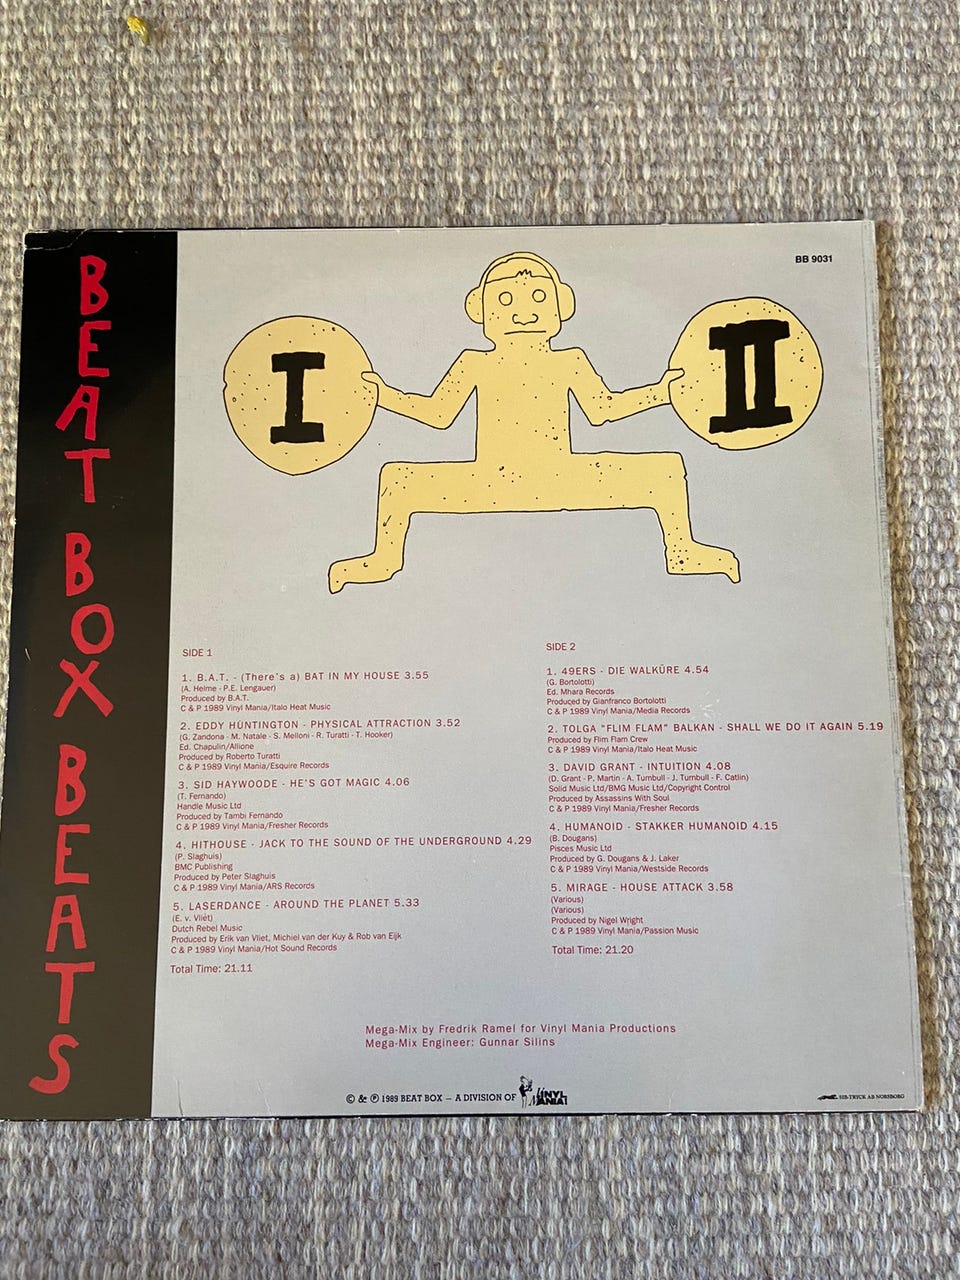 BEAT BOX BEATS
BB 9031
I
II
SIDE 1
1. B.A.T. - (There's a) BAT IN MY HOUSE 3.55
(A. Helme - P.E. Lengauer)
Produced by B.A.T.
C & P 1989 Vinyl Mania/Italo Heat Music
2. EDDY HUNTINGTON - PHYSICAL ATTRACTION 3.52
(G. Zandona - M. Natale - S. Melloni - R. Turatti - T. Hooker)
Ed. Chapulin/Allione
Produced by Roberto Turatti
C & P 1989 Vinyl Mania/Esquire Records
3. SID HAYWOODE - HE'S GOT MAGIC 4.06
(T. Fernando)
Handle Music Ltd
Produced by Tambi Fernando
C & P 1989 Vinyl Mania/Fresher Records
4. HITHOUSE - JACK TO THE SOUND OF THE UNDERGROUND 4.29
(P. Slaghuis)
BMC Publishing
Produced by Peter Slaghuis
C & P 1989 Vinyl Mania/ARS Records
5. LASERDANCE - AROUND THE PLANET 5.33
(E. v. Vliet)
Dutch Rebel Music
Produced by Erik van Vliet, Michiel van der Kuy & Rob van Eijk
C & P 1989 Vinyl Mania/Hot Sound Records
Total Time: 21.11
SIDE 2
1. 49ERS - DIE WALKÜRE 4.54
(G. Bortolotti)
Ed. Mhara Records
Produced by Gianfranco Bortolotti
C & P 1989 Vinyl Mania/Media Records
2. TOLGA "FLIM FLAM" BALKAN - SHALL WE DO IT AGAIN 5.19
Produced by Flim Flam Crew
C & P 1989 Vinyl Mania/Italo Heat Music
3. DAVID GRANT - INTUITION 4.08
(D. Grant - P. Martin - A. Turnbull - J. Turnbull - F. Catlin)
Solid Music Ltd/BMG Music Ltd/Copyright Control
Produced by Assassins With Soul
C & P 1989 Vinyl Mania/Fresher Records
4. HUMANOID - STAKKER HUMANOID 4.15
(B. Dougans)
Pisces Music Ltd
Produced by G. Dougans & J. Laker
C & P 1989 Vinyl Mania/Westside Records
5. MIRAGE - HOUSE ATTACK 3.58
(Various)
(Various)
Produced by Nigel Wright
C & P 1989 Vinyl Mania/Passion Music
Total Time: 21.20
Mega-Mix by Fredrik Ramel for Vinyl Mania Productions
Mega-Mix Engineer: Gunnar Silins
© & ℗ 1989 BEAT BOX – A DIVISION OF VINYL MANIA!
SIB-TRYCK AB NORSBORG